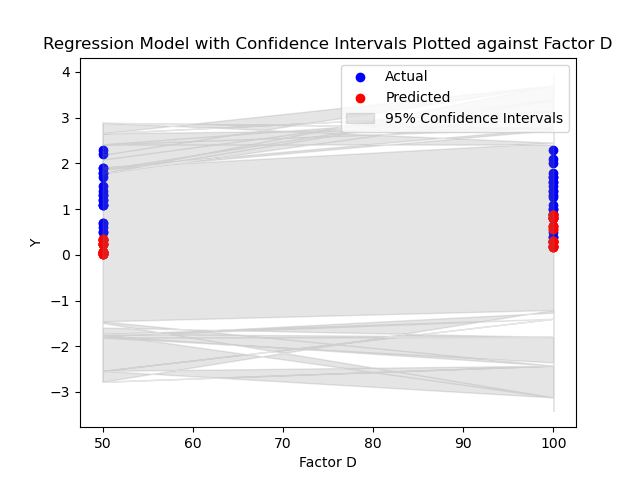 Regression Model with Confidence Intervals Plotted against Factor D
Actual
Predicted
95% Confidence Intervals
4
3
2
1
0
−1
−2
−3
Y
50
60
70
80
90
100
Factor D